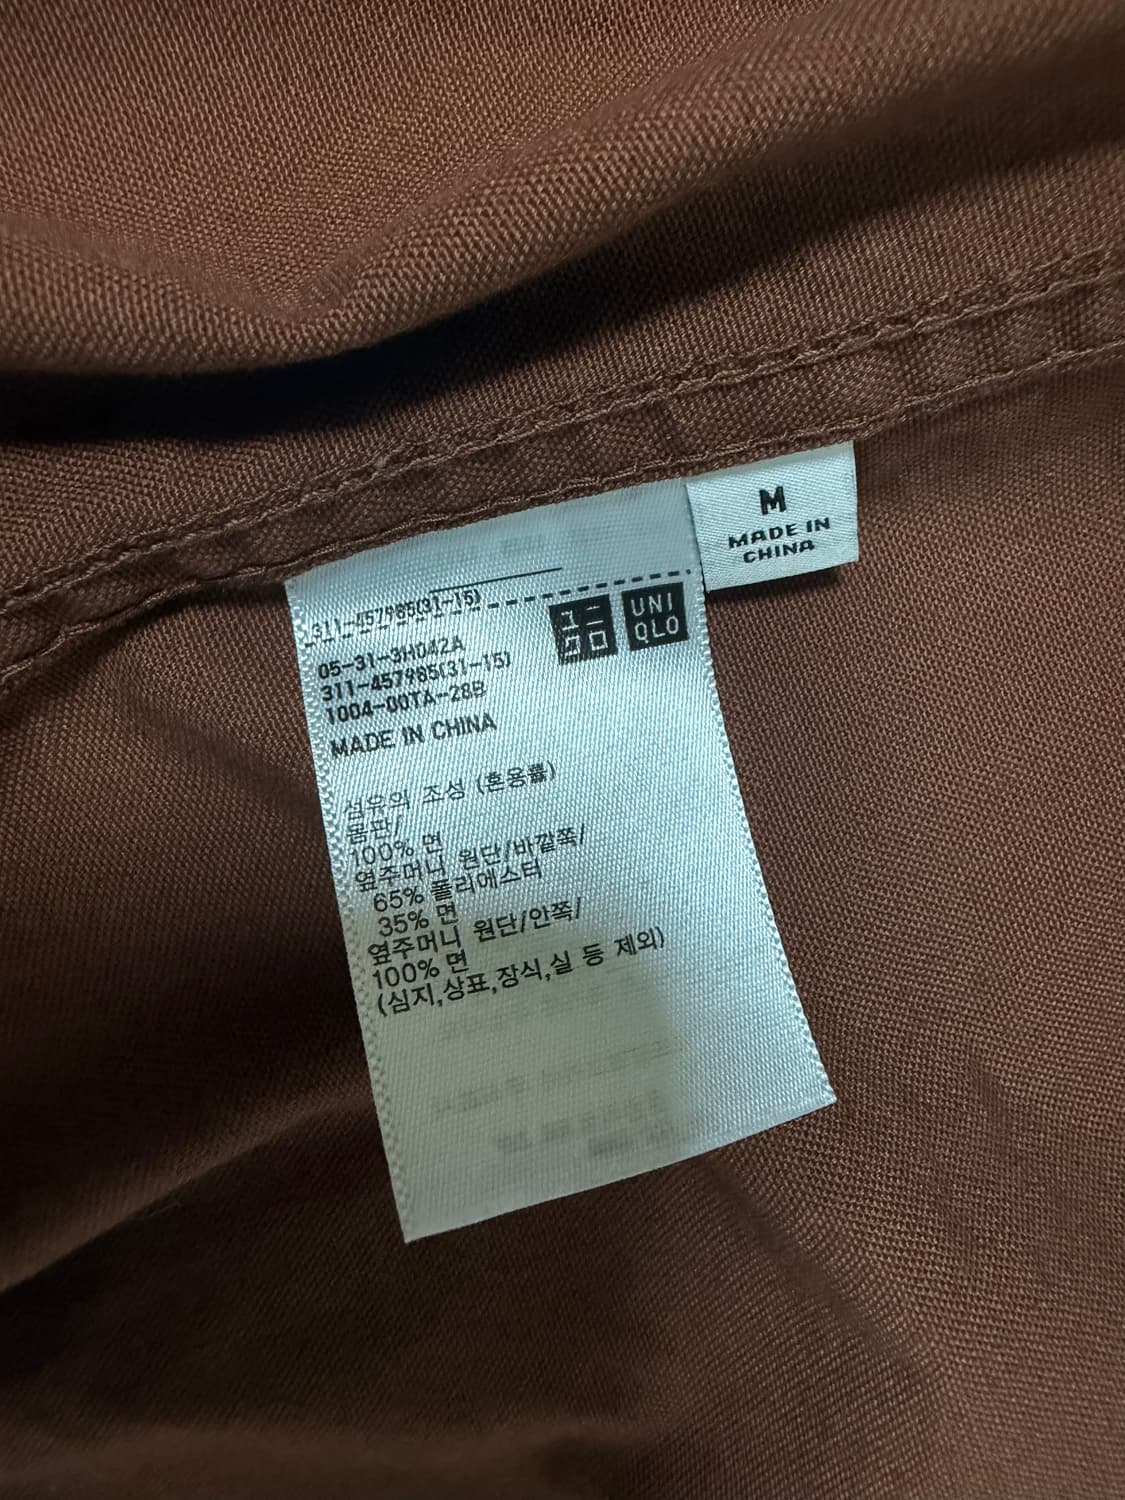 M
MADE IN
CHINA
311-457985(31-15)
ユニ
クロ
UNI
QLO
05-31-3H042A
311-457985(31-15)
1004-00TA-28B
MADE IN CHINA
섬유의 조성 (혼용률)
몸판/
100% 면
옆주머니 원단/바깥쪽/
65% 폴리에스터
35% 면
옆주머니 원단/안쪽/
100% 면
(심지,상표,장식,실 등 제외)